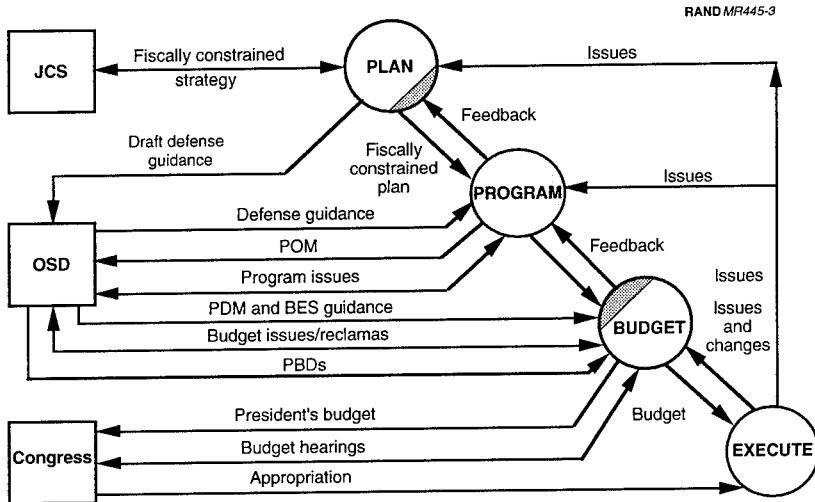 RAND MR445-3
JCS
Fiscally constrained
strategy
PLAN
Issues
Feedback
Draft defense
guidance
Fiscally
constrained
plan
PROGRAM
Issues
Defense guidance
OSD
POM
Feedback
Program issues
Issues
PDM and BES guidance
Issues
and
changes
BUDGET
Budget issues/reclamas
PBDs
President's budget
Budget
Congress
Budget hearings
EXECUTE
Appropriation